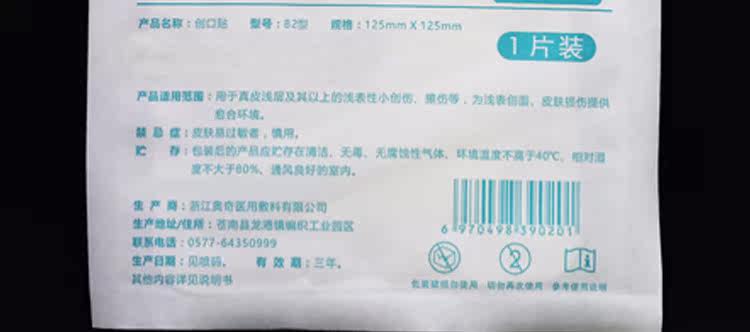 产品名称：创口贴 型号：B2型 规格：125mm X 125mm
1片装
产品适用范围：用于真皮浅层及其以上的浅表性小创伤、擦伤等，为浅表创面、皮肤损伤提供
愈合环境。
禁忌症：皮肤易过敏者，慎用。
贮 存：包装后的产品应贮存在清洁、无毒、无腐蚀性气体、环境温度不高于40℃，相对湿
度不大于80%、通风良好的室内。
生产商：浙江奥奇医用敷料有限公司
生产地址/住所：苍南县龙港镇编织工业园区
联系电话：0577-64350999
生产日期：见喷码。 有效期：三年。
其他内容详见说明书
6 970498 390201
2
包装破损勿使用 切勿再次使用 参考使用说明